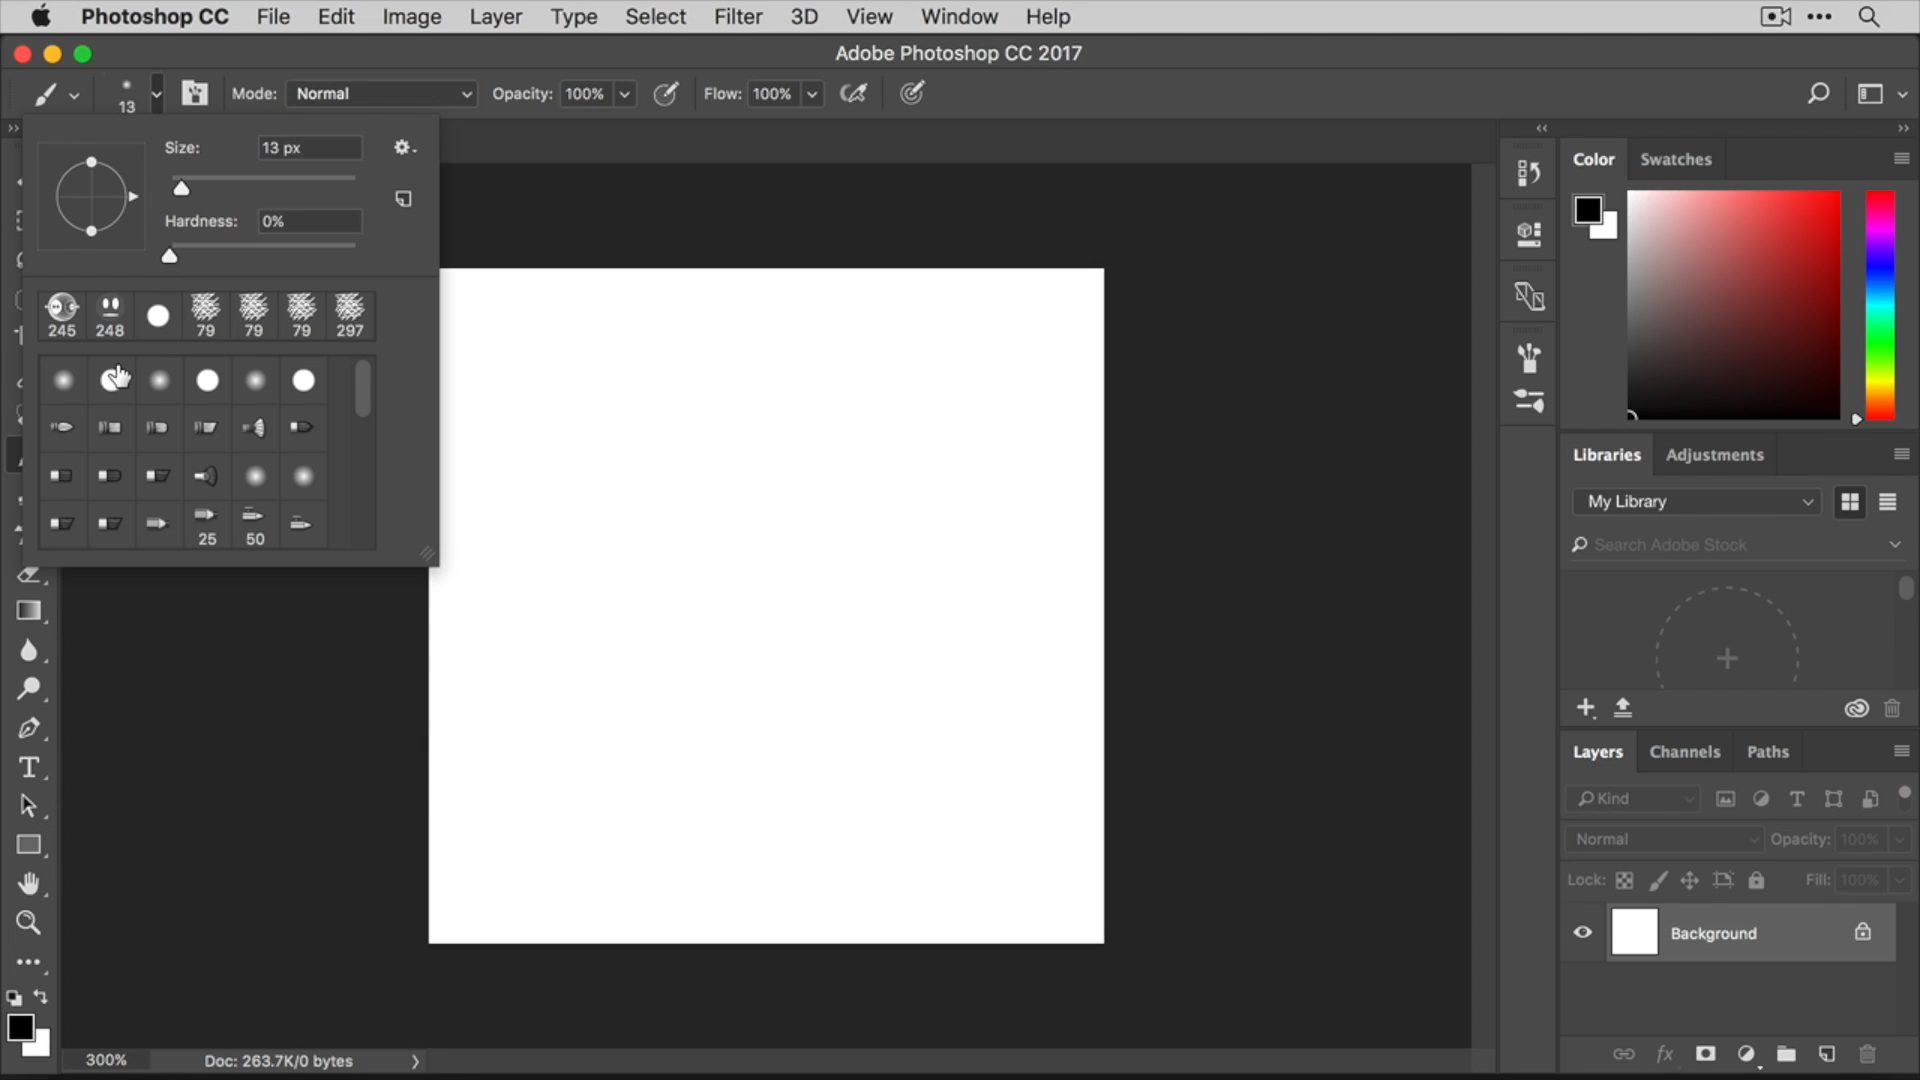 Photoshop CC File Edit Image Layer Type Select Filter 3D View Window Help
Adobe Photoshop CC 2017
13 Mode: Normal Opacity: 100% Flow: 100%
Size: 13 px
Hardness: 0%
245 248 79 79 79 297
25 50
Color Swatches
Libraries Adjustments
My Library
Search Adobe Stock
Layers Channels Paths
Kind
Normal Opacity: 100%
Lock: Fill: 100%
Background
fx
300% Doc: 263.7K/0 bytes